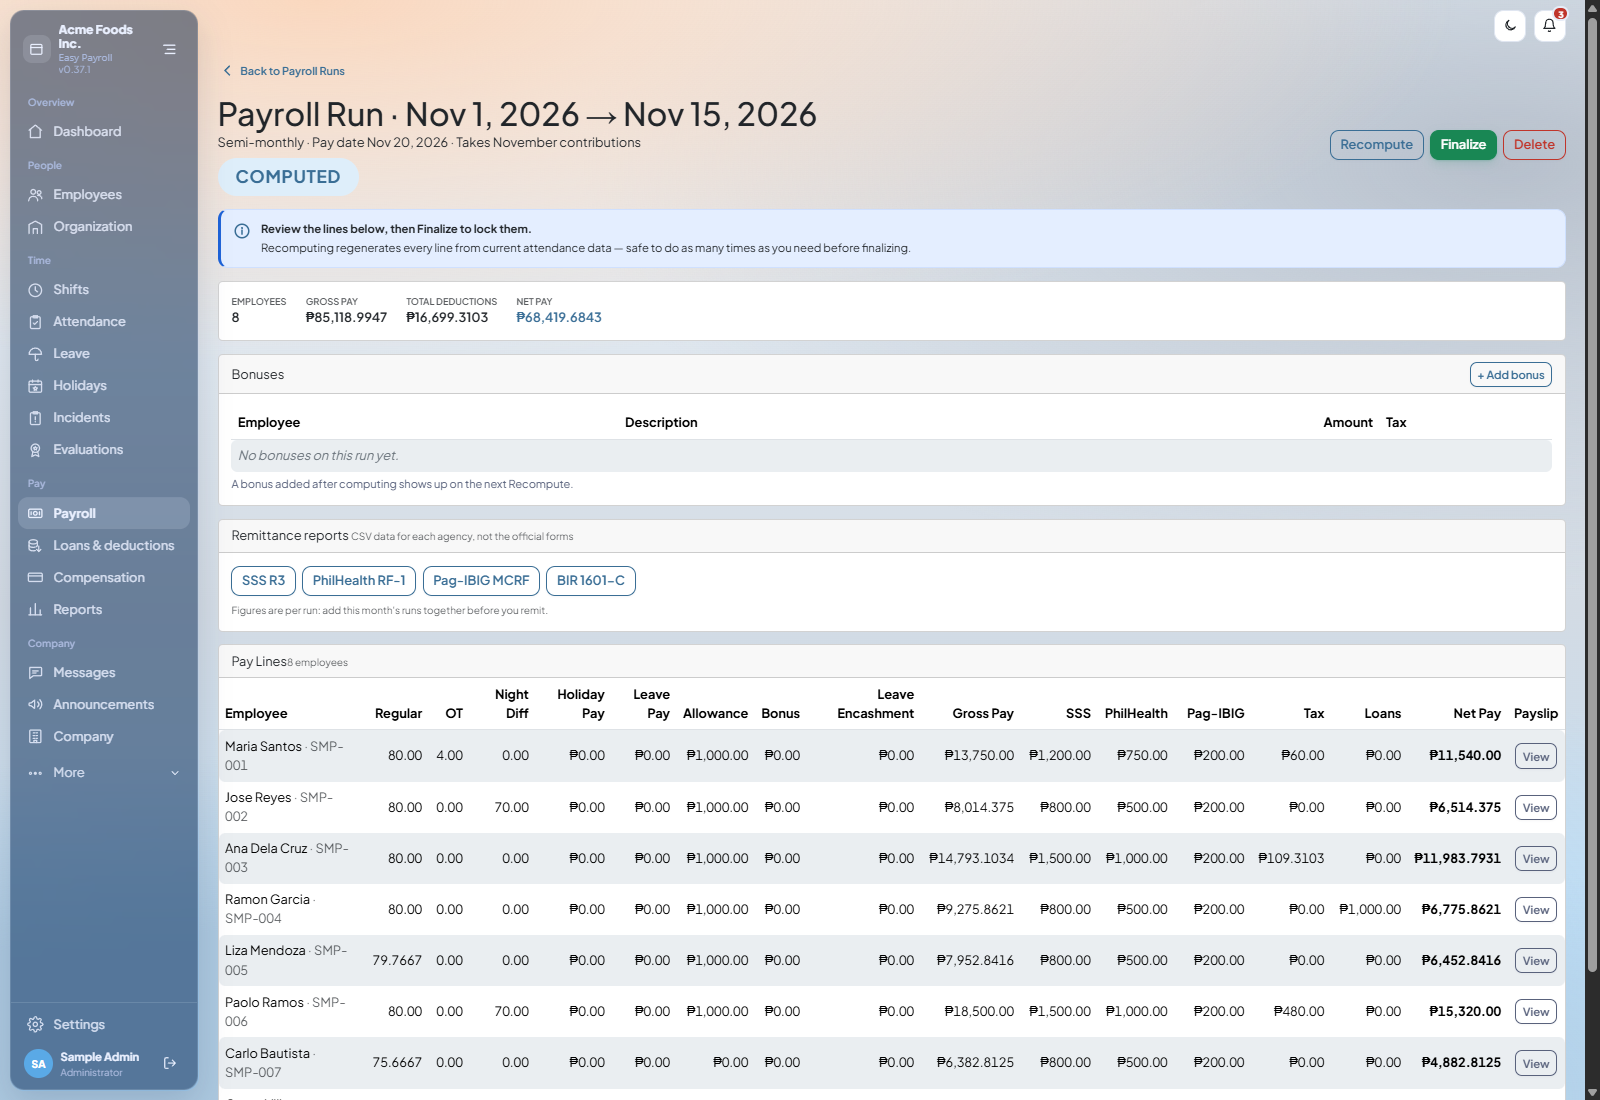 Acme Foods
Inc.
Easy Payroll
v0.37.1
Overview
Dashboard
People
Employees
Organization
Time
Shifts
Attendance
Leave
Holidays
Incidents
Evaluations
Pay
Payroll
Loans & deductions
Compensation
Reports
Company
Messages
Announcements
Company
More
Settings
SA
Sample Admin
Administrator
3
Back to Payroll Runs
Payroll Run · Nov 1, 2026 → Nov 15, 2026
Semi-monthly · Pay date Nov 20, 2026 · Takes November contributions
COMPUTED
Recompute Finalize Delete
Review the lines below, then Finalize to lock them.
Recomputing regenerates every line from current attendance data — safe to do as many times as you need before finalizing.
EMPLOYEES GROSS PAY TOTAL DEDUCTIONS NET PAY
8 ₱85,118.9947 ₱16,699.3103 ₱68,419.6843
Bonuses + Add bonus
Employee Description Amount Tax
No bonuses on this run yet.
A bonus added after computing shows up on the next Recompute.
Remittance reports CSV data for each agency, not the official forms
SSS R3 PhilHealth RF-1 Pag-IBIG MCRF BIR 1601-C
Figures are per run: add this month's runs together before you remit.
Pay Lines8 employees
Night Holiday Leave Leave
Employee Regular OT Diff Pay Pay Allowance Bonus Encashment Gross Pay SSS PhilHealth Pag-IBIG Tax Loans Net Pay Payslip
Maria Santos · SMP-
001 80.00 4.00 0.00 ₱0.00 ₱0.00 ₱1,000.00 ₱0.00 ₱0.00 ₱13,750.00 ₱1,200.00 ₱750.00 ₱200.00 ₱60.00 ₱0.00 ₱11,540.00 View
Jose Reyes · SMP-
002 80.00 0.00 70.00 ₱0.00 ₱0.00 ₱1,000.00 ₱0.00 ₱0.00 ₱8,014.375 ₱800.00 ₱500.00 ₱200.00 ₱0.00 ₱0.00 ₱6,514.375 View
Ana Dela Cruz · SMP-
003 80.00 0.00 0.00 ₱0.00 ₱0.00 ₱1,000.00 ₱0.00 ₱0.00 ₱14,793.1034 ₱1,500.00 ₱1,000.00 ₱200.00 ₱109.3103 ₱0.00 ₱11,983.7931 View
Ramon Garcia ·
SMP-004 80.00 0.00 0.00 ₱0.00 ₱0.00 ₱1,000.00 ₱0.00 ₱0.00 ₱9,275.8621 ₱800.00 ₱500.00 ₱200.00 ₱0.00 ₱1,000.00 ₱6,775.8621 View
Liza Mendoza · SMP-
005 79.7667 0.00 0.00 ₱0.00 ₱0.00 ₱1,000.00 ₱0.00 ₱0.00 ₱7,952.8416 ₱800.00 ₱500.00 ₱200.00 ₱0.00 ₱0.00 ₱6,452.8416 View
Paolo Ramos · SMP-
006 80.00 0.00 70.00 ₱0.00 ₱0.00 ₱1,000.00 ₱0.00 ₱0.00 ₱18,500.00 ₱1,500.00 ₱1,000.00 ₱200.00 ₱480.00 ₱0.00 ₱15,320.00 View
Carlo Bautista ·
SMP-007 75.6667 0.00 0.00 ₱0.00 ₱0.00 ₱0.00 ₱0.00 ₱0.00 ₱6,382.8125 ₱800.00 ₱500.00 ₱200.00 ₱0.00 ₱0.00 ₱4,882.8125 View